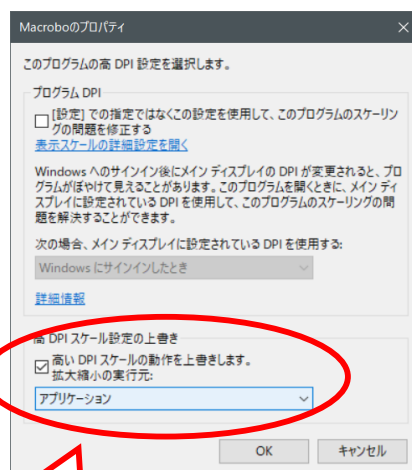 Macroboのプロパティ
このプログラムの高 DPI 設定を選択します。
プログラム DPI
[設定] での指定ではなくこの設定を使用して、このプログラムのスケーリン
グの問題を修正する
表示スケールの詳細設定を開く
Windows へのサインイン後にメイン ディスプレイの DPI が変更されると、プロ
グラムがぼやけて見えることがあります。このプログラムを開くときに、メイン ディ
スプレイに設定されている DPI を使用して、このプログラムのスケーリングの問
題を解決することができます。
次の場合、メイン ディスプレイに設定されている DPI を使用する:
Windows にサインインしたとき
詳細情報
高 DPI スケール設定の上書き
高い DPI スケールの動作を上書きします。
拡大縮小の実行元:
アプリケーション
OK
キャンセル